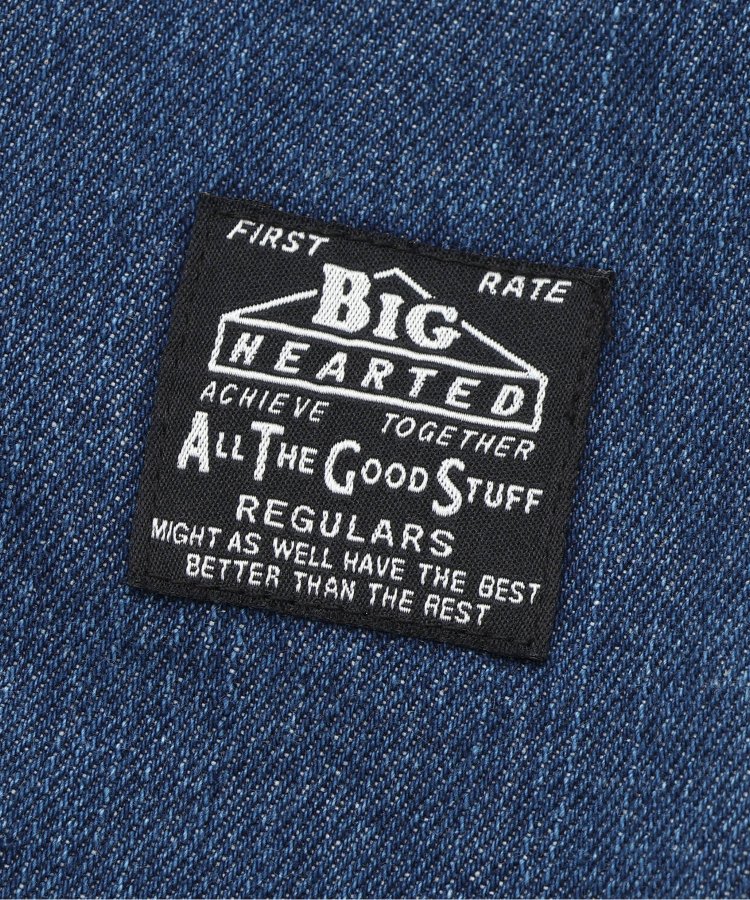 FIRST RATE
BIG
HEARTED
ACHIEVE TOGETHER
ALL THE GOOD STUFF
REGULARS
MIGHT AS WELL HAVE THE BEST
BETTER THAN THE REST